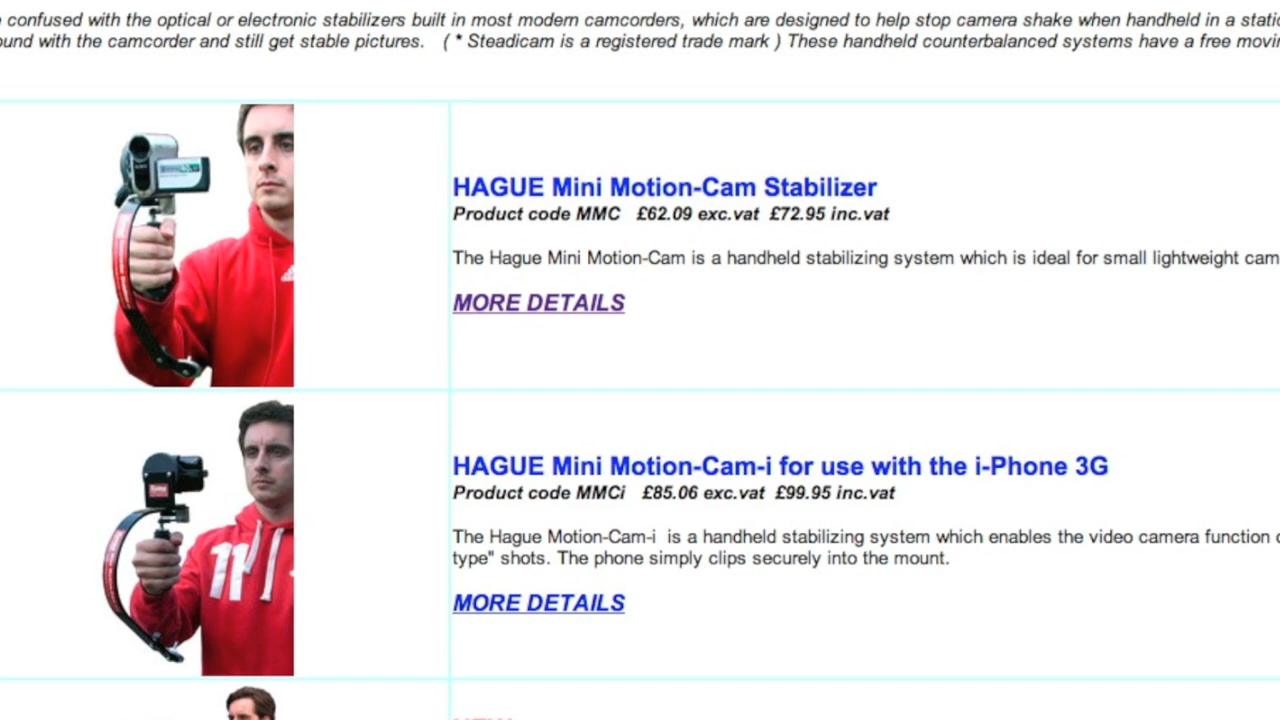 confused with the optical or electronic stabilizers built in most modern camcorders, which are designed to help stop camera shake when handheld in a static
ound with the camcorder and still get stable pictures. ( * Steadicam is a registered trade mark ) These handheld counterbalanced systems have a free movin
HAGUE Mini Motion-Cam Stabilizer
Product code MMC £62.09 exc.vat £72.95 inc.vat
The Hague Mini Motion-Cam is a handheld stabilizing system which is ideal for small lightweight cam
MORE DETAILS
11
HAGUE Mini Motion-Cam-i for use with the i-Phone 3G
Product code MMCi £85.06 exc.vat £99.95 inc.vat
The Hague Motion-Cam-i is a handheld stabilizing system which enables the video camera function
type" shots. The phone simply clips securely into the mount.
MORE DETAILS